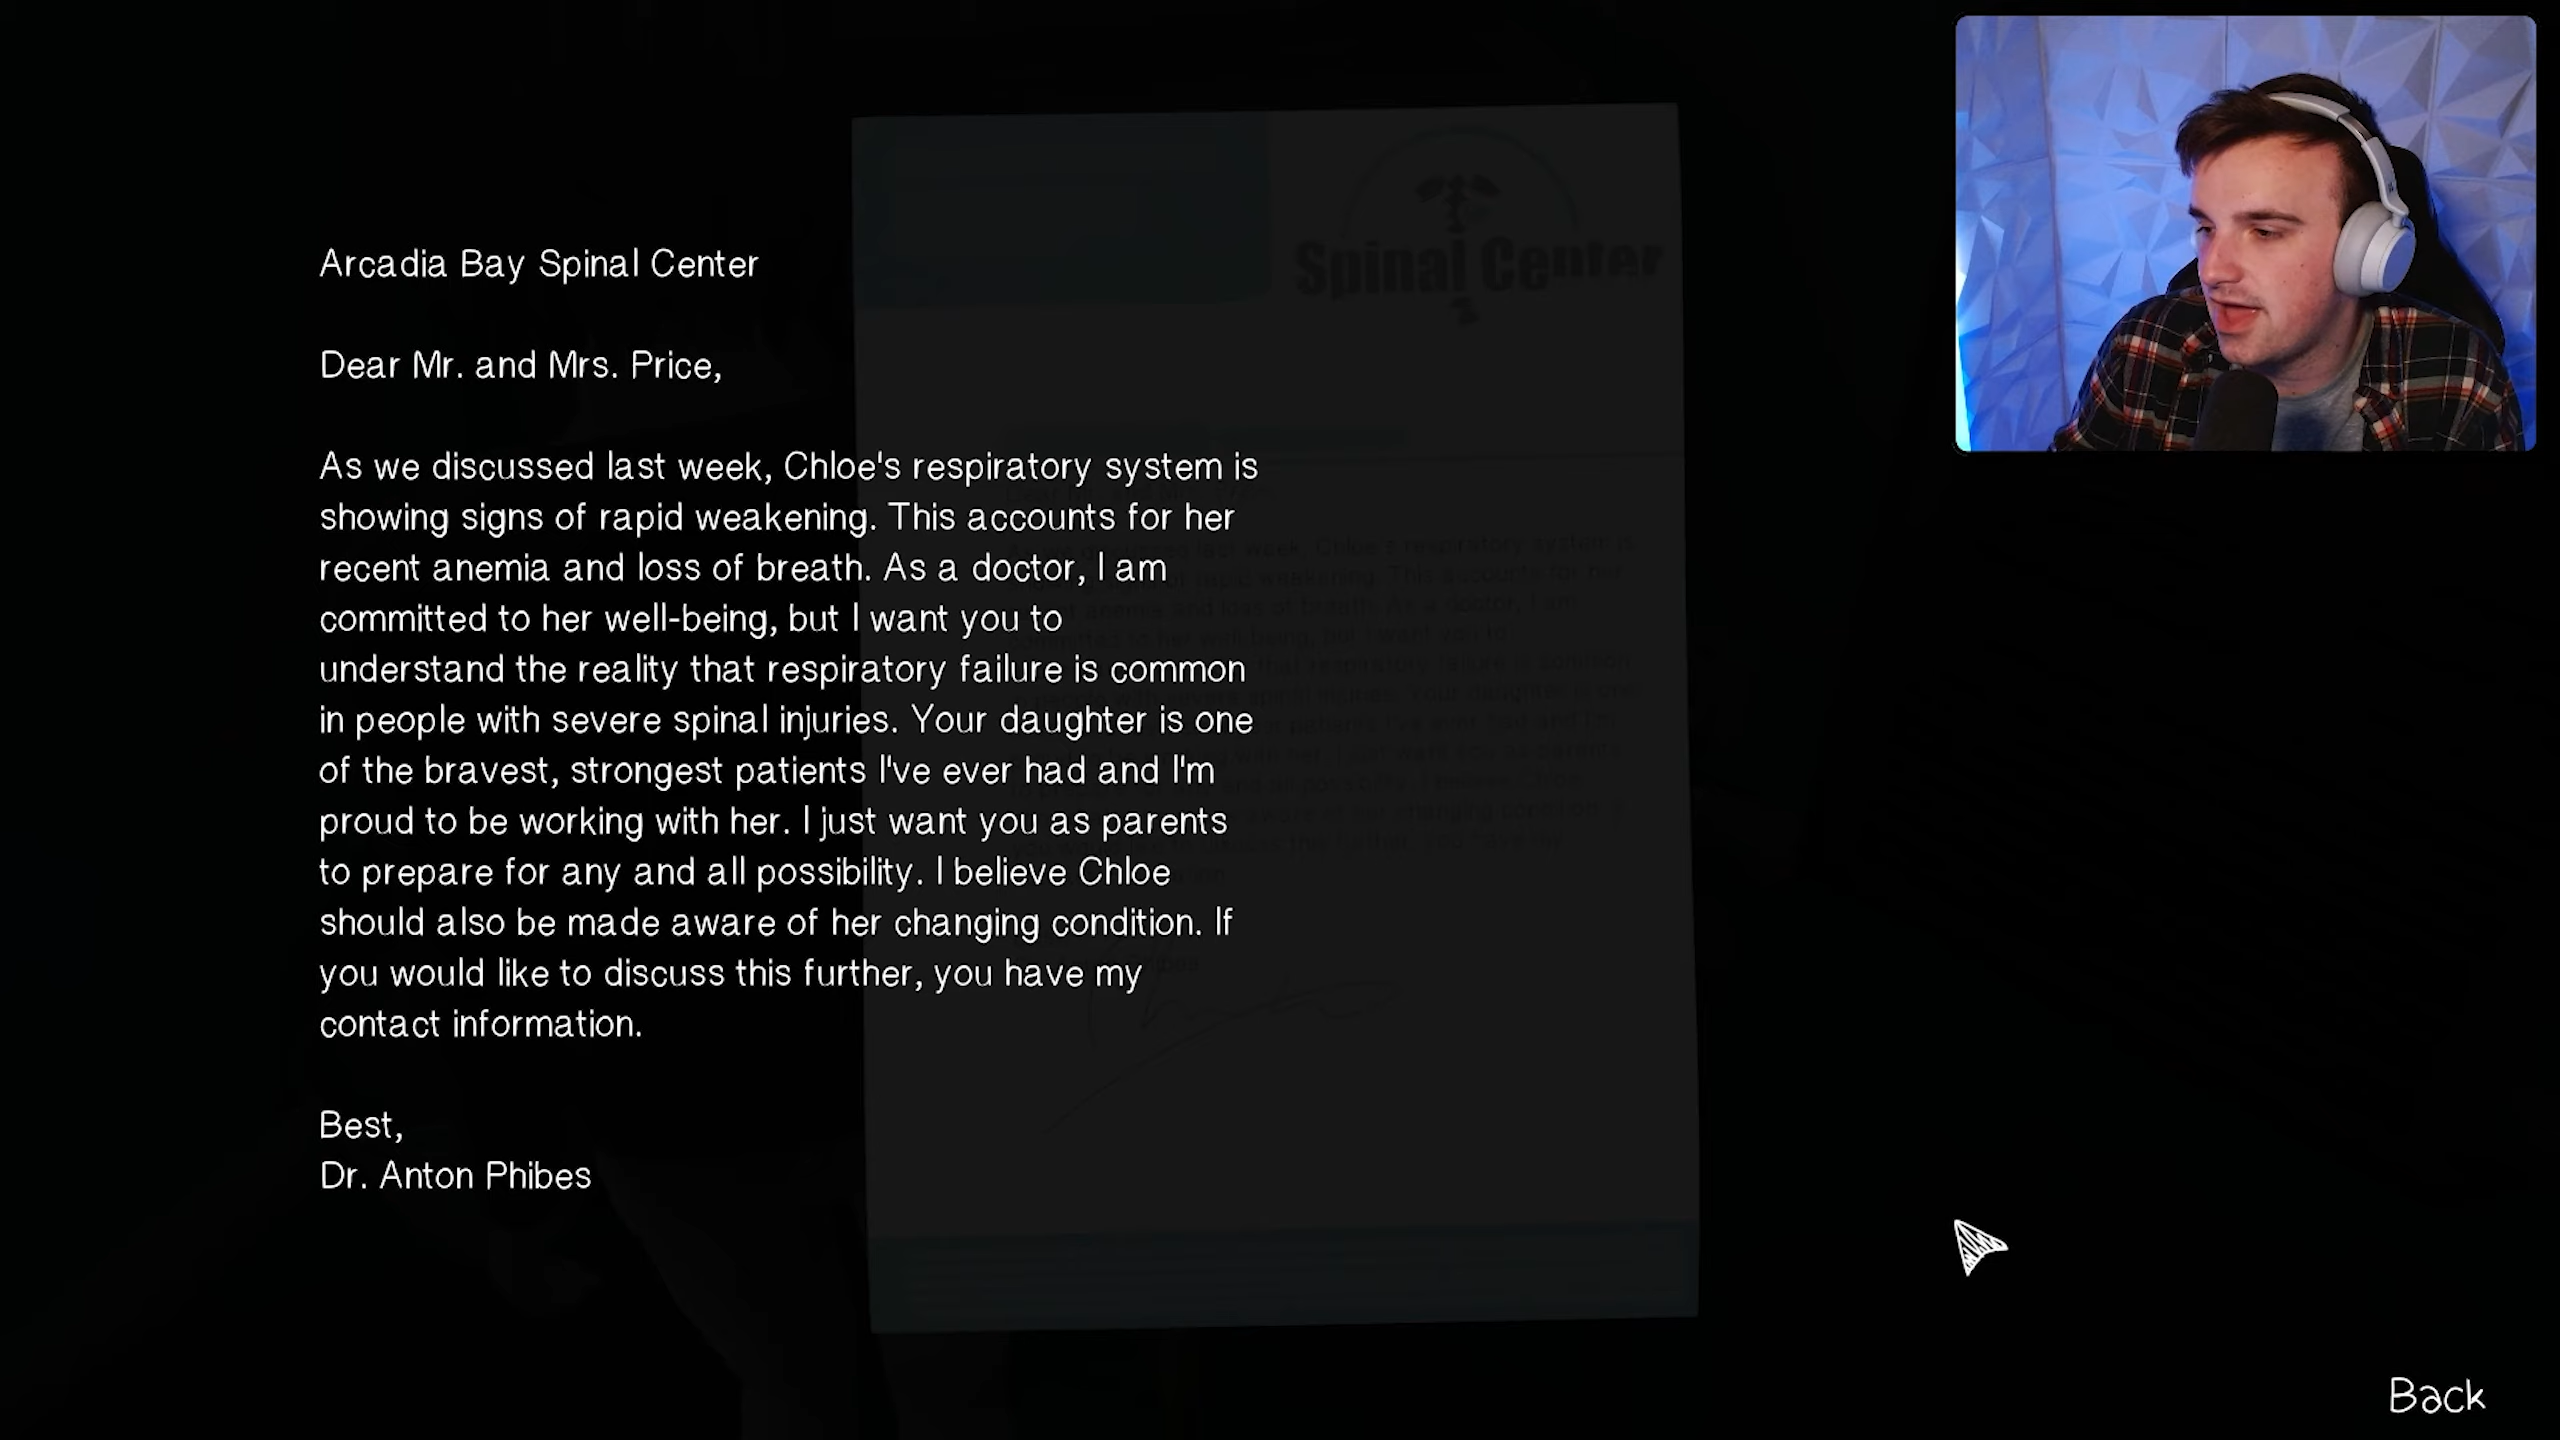 Spinal Center
Arcadia Bay Spinal Center
Dear Mr. and Mrs. Price,
As we discussed last week, Chloe's respiratory system is
showing signs of rapid weakening. This accounts for her
recent anemia and loss of breath. As a doctor, I am
committed to her well-being, but I want you to
understand the reality that respiratory failure is common
in people with severe spinal injuries. Your daughter is one
of the bravest, strongest patients I've ever had and I'm
proud to be working with her. I just want you as parents
to prepare for any and all possibility. I believe Chloe
should also be made aware of her changing condition. If
you would like to discuss this further, you have my
contact information.
Best,
Dr. Anton Phibes
Back